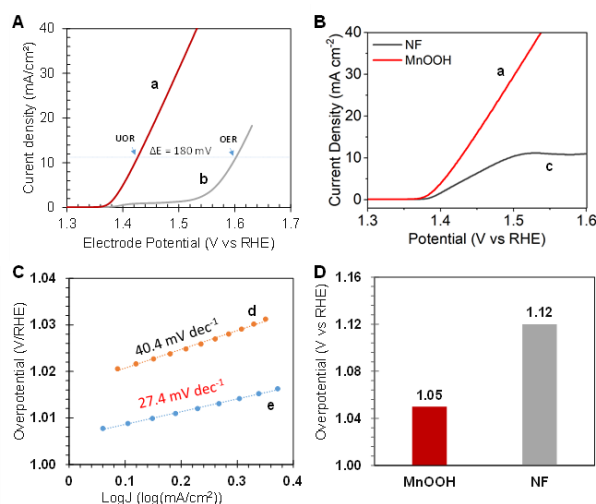 A
Curent density (mA/cm²)
40
30
20
10
0
a
UOR
OER
ΔE = 180 mV
b
1.3
1.4
1.5
1.6
1.7
Electrode Potential (V vs RHE)
B
Current Density (mA cm⁻²)
40
30
20
10
0
NF
MnOOH
a
c
1.3
1.4
1.5
1.6
Potential (V vs RHE)
C
Overpotential (V/RHE)
1.04
1.03
1.02
1.01
1.00
d
40.4 mV dec⁻¹
27.4 mV dec⁻¹
e
0.0
0.1
0.2
0.3
0.4
LogJ (log(mA/cm²))
D
Overpotential (V vs RHE)
1.16
1.12
1.08
1.04
1.00
1.05
1.12
MnOOH
NF